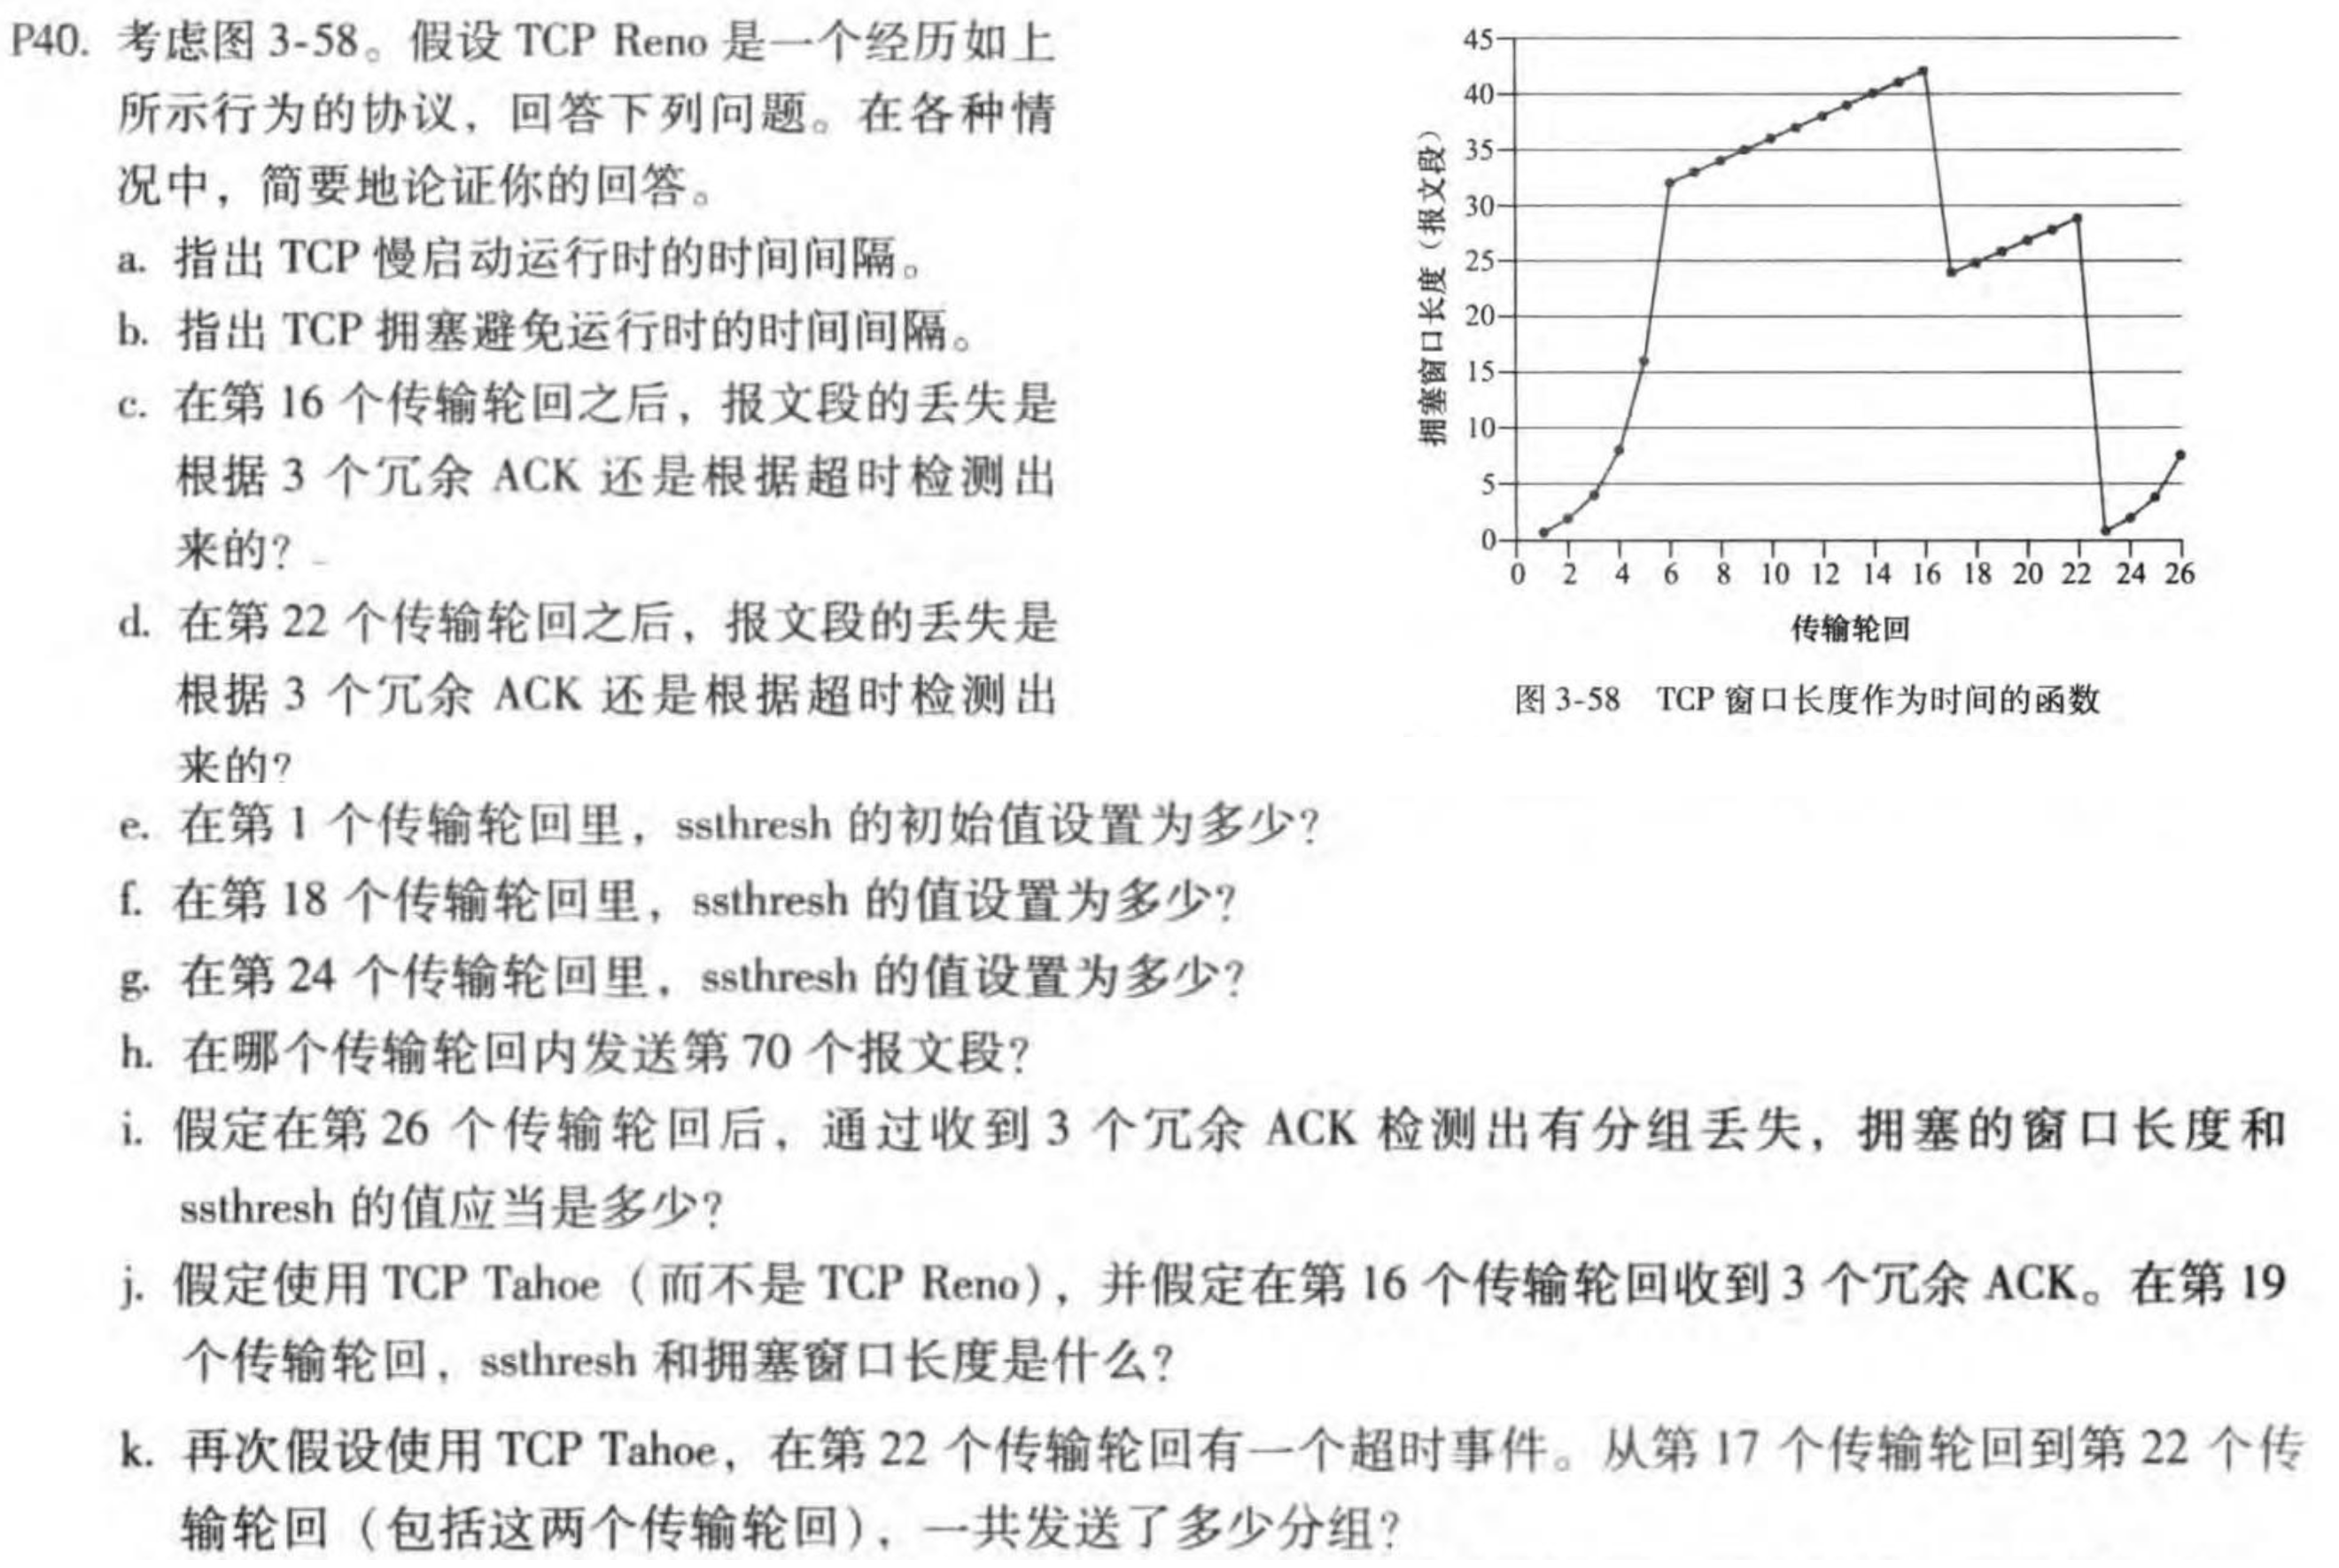 P40. 考虑图 3-58。假设 TCP Reno 是一个经历如上
所示行为的协议，回答下列问题。在各种情
况中，简要地论证你的回答。
a. 指出 TCP 慢启动运行时的时间间隔。
b. 指出 TCP 拥塞避免运行时的时间间隔。
c. 在第 16 个传输轮回之后，报文段的丢失是
根据 3 个冗余 ACK 还是根据超时检测出
来的？
d. 在第 22 个传输轮回之后，报文段的丢失是
根据 3 个冗余 ACK 还是根据超时检测出
来的？
45
40
35
30
25
20
15
10
5
0
拥塞窗口长度（报文段）
0 2 4 6 8 10 12 14 16 18 20 22 24 26
传输轮回
图 3-58 TCP 窗口长度作为时间的函数
e. 在第 1 个传输轮回里，ssthresh 的初始值设置为多少？
f. 在第 18 个传输轮回里，ssthresh 的值设置为多少？
g. 在第 24 个传输轮回里，ssthresh 的值设置为多少？
h. 在哪个传输轮回内发送第 70 个报文段？
i. 假定在第 26 个传输轮回后，通过收到 3 个冗余 ACK 检测出有分组丢失，拥塞的窗口长度和
ssthresh 的值应当是多少？
j. 假定使用 TCP Tahoe（而不是 TCP Reno），并假定在第 16 个传输轮回收到 3 个冗余 ACK。在第 19
个传输轮回，ssthresh 和拥塞窗口长度是什么？
k. 再次假设使用 TCP Tahoe，在第 22 个传输轮回有一个超时事件。从第 17 个传输轮回到第 22 个传
输轮回（包括这两个传输轮回），一共发送了多少分组？